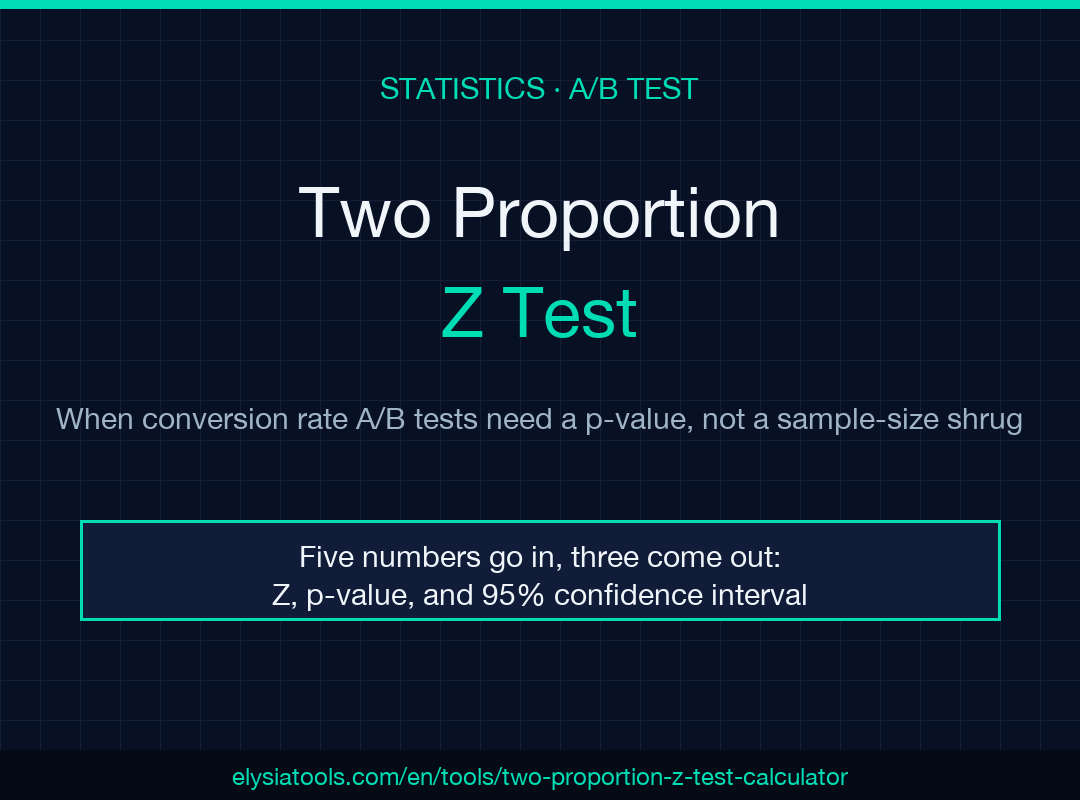 STATISTICS · A/B TEST
Two Proportion
Z Test
When conversion rate A/B tests need a p-value, not a sample-size shrug
Five numbers go in, three come out:
Z, p-value, and 95% confidence interval
elysiatools.com/en/tools/two-proportion-z-test-calculator